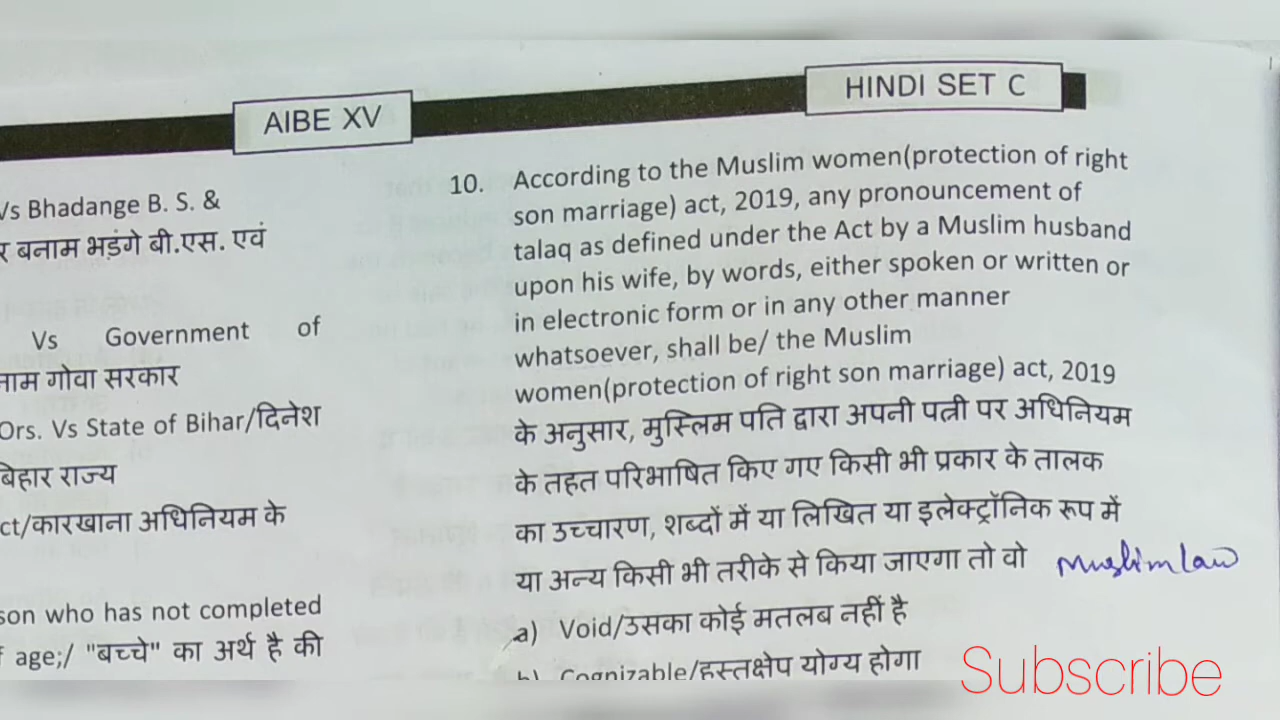 AIBE XV
HINDI SET C
Vs Bhadange B. S. &
र बनाम भड़ंगे बी.एस. एवं
Vs Government of
नाम गोवा सरकार
Ors. Vs State of Bihar/दिनेश
बिहार राज्य
ct/कारखाना अधिनियम के
son who has not completed
f age;/ "बच्चे" का अर्थ है की
10. According to the Muslim women(protection of right
son marriage) act, 2019, any pronouncement of
talaq as defined under the Act by a Muslim husband
upon his wife, by words, either spoken or written or
in electronic form or in any other manner
whatsoever, shall be/ the Muslim
women(protection of right son marriage) act, 2019
के अनुसार, मुस्लिम पति द्वारा अपनी पत्नी पर अधिनियम
के तहत परिभाषित किए गए किसी भी प्रकार के तालक
का उच्चारण, शब्दों में या लिखित या इलेक्ट्रॉनिक रूप में
या अन्य किसी भी तरीके से किया जाएगा तो वो Muslim law
a) Void/उसका कोई मतलब नहीं है
b) Cognizable/हस्तक्षेप योग्य होगा
Subscribe